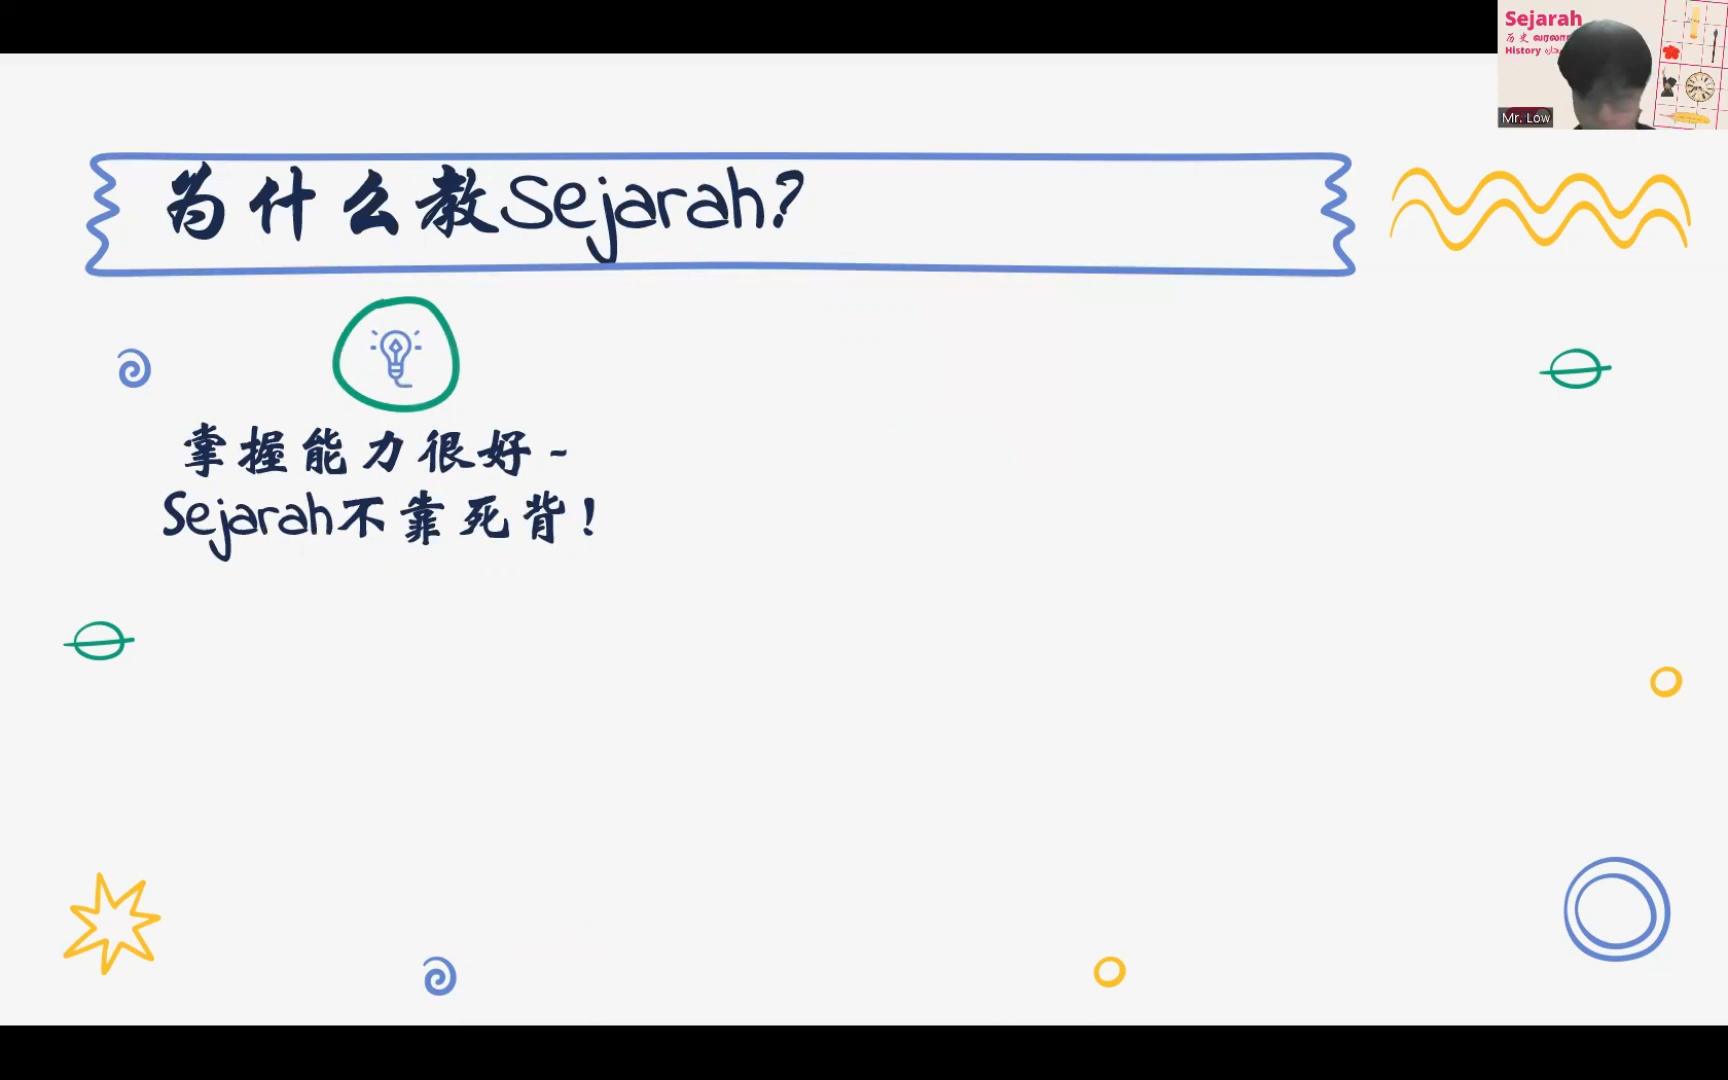 Sejarah
历史
History
Mr. Low
为什么教Sejarah?
掌握能力很好-
Sejarah不靠死背!